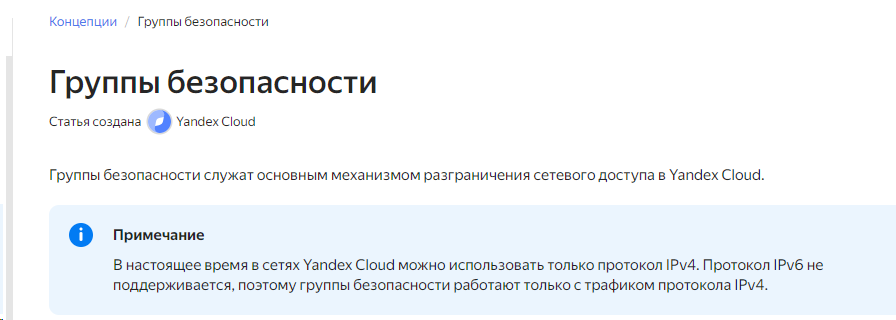 Концепции / Группы безопасности
Группы безопасности
Статья создана Yandex Cloud
Группы безопасности служат основным механизмом разграничения сетевого доступа в Yandex Cloud.
Примечание
В настоящее время в сетях Yandex Cloud можно использовать только протокол IPv4. Протокол IPv6 не
поддерживается, поэтому группы безопасности работают только с трафиком протокола IPv4.